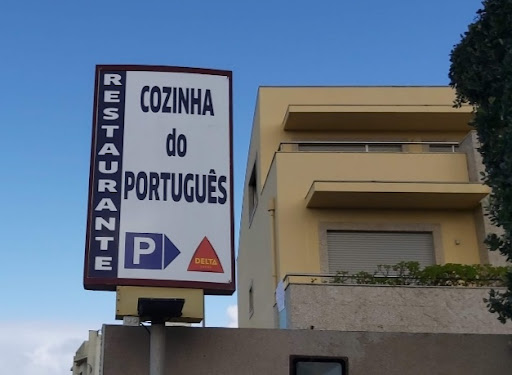 RESTAURANTE
COZINHA
do
PORTUGUÊS
P
DELTA